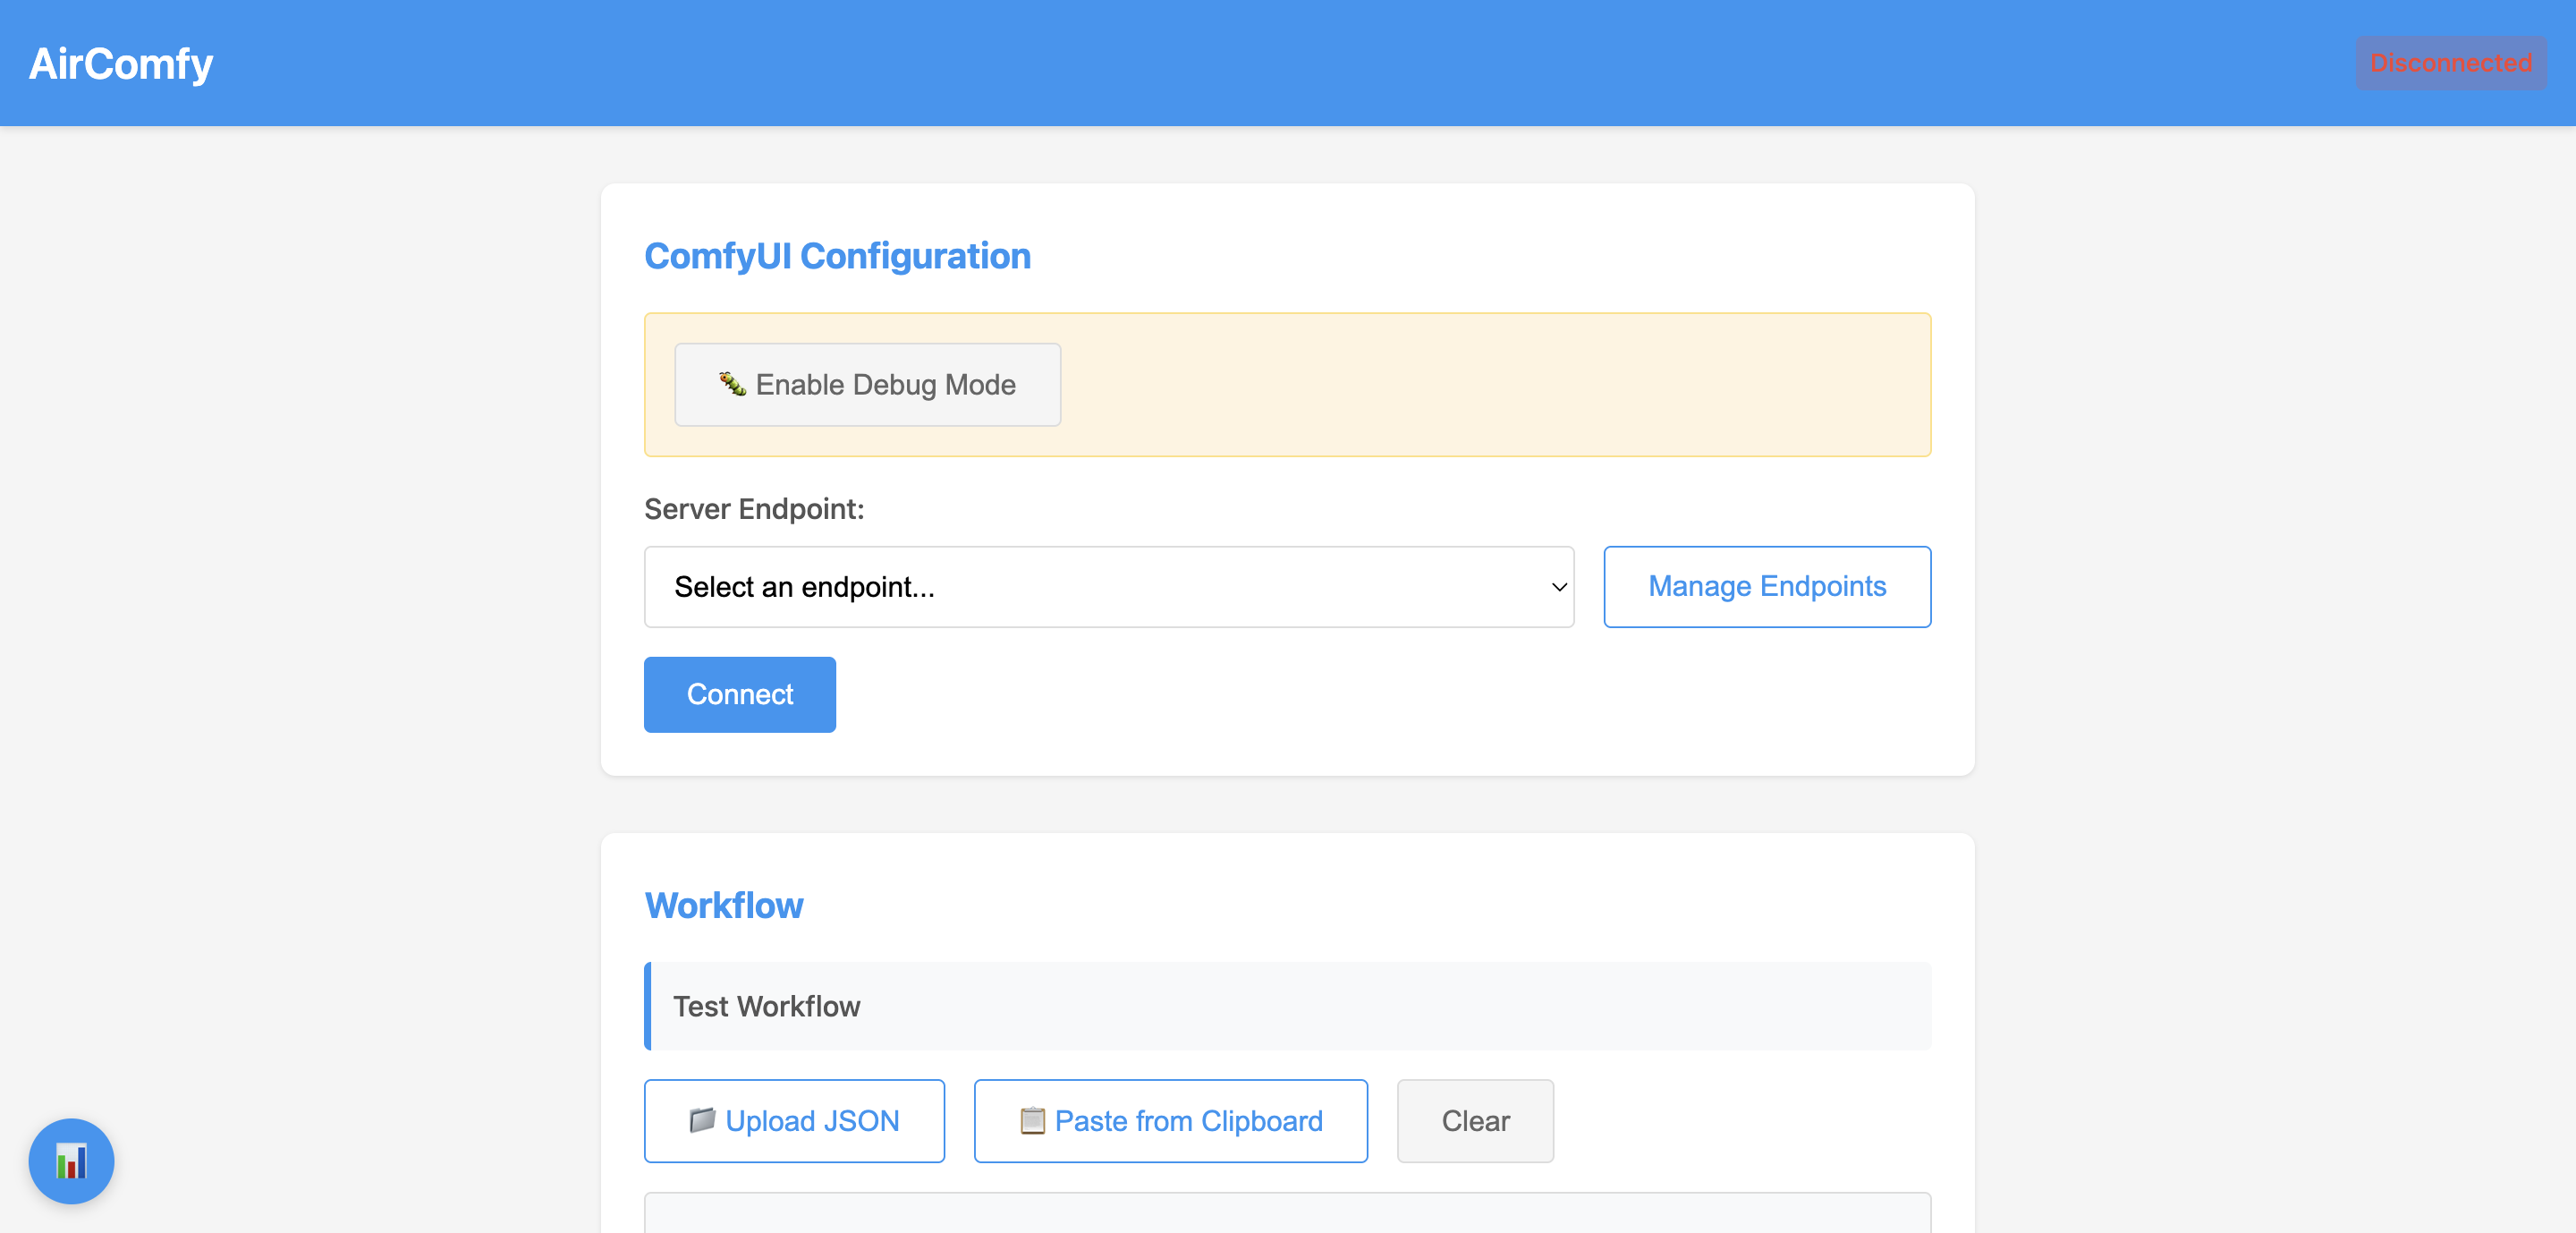 AirComfy
Disconnected
ComfyUI Configuration
🐛 Enable Debug Mode
Server Endpoint:
Select an endpoint...
Manage Endpoints
Connect
Workflow
Test Workflow
📁 Upload JSON
📋 Paste from Clipboard
Clear